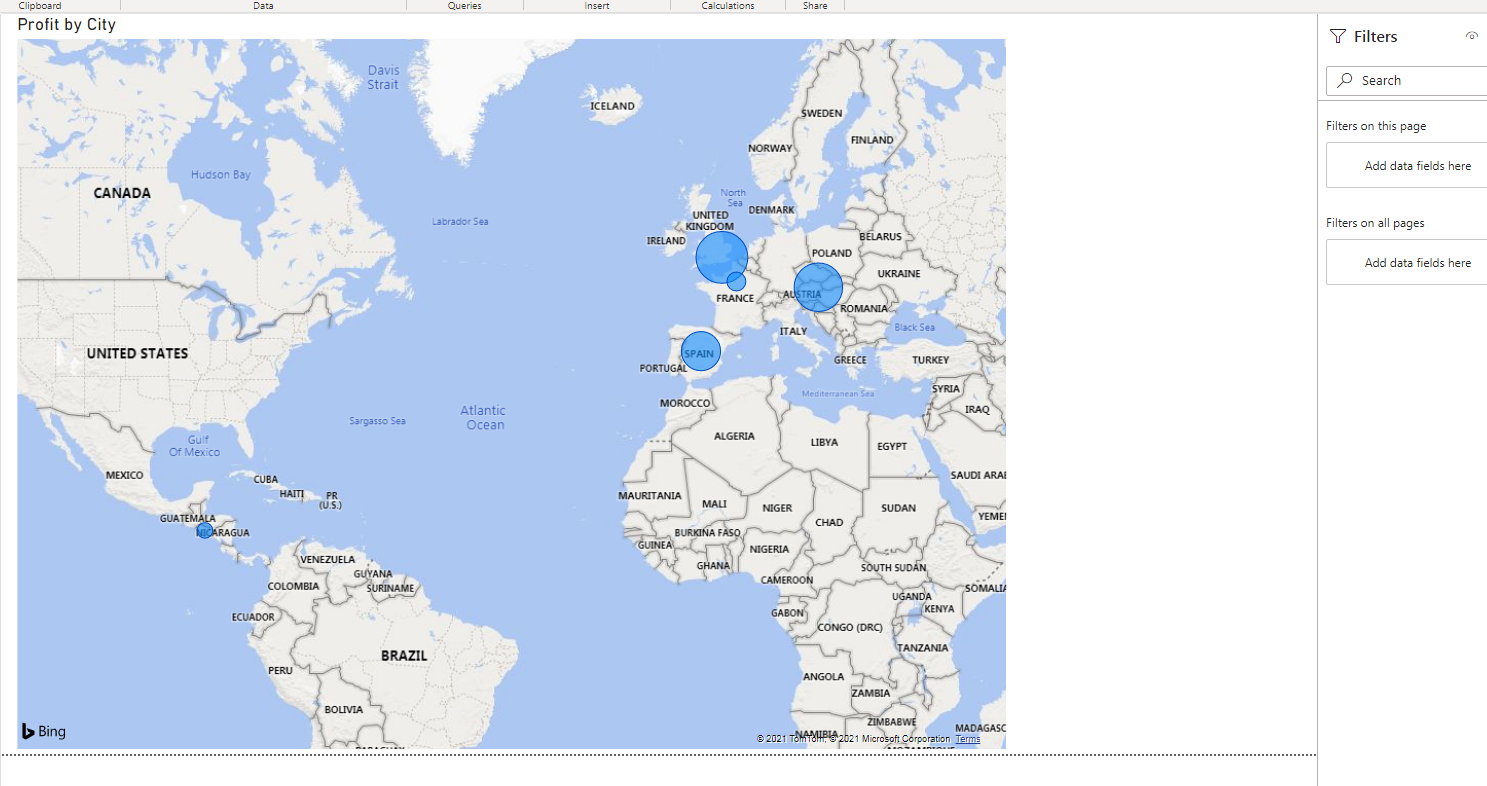 Clipboard
Data
Queries
Insert
Calculations
Share
Profit by City
Filters
Search
Filters on this page
Add data fields here
Filters on all pages
Add data fields here
Davis
Strait
ICELAND
SWEDEN
FINLAND
NORWAY
Hudson Bay
CANADA
North
Sea
DENMARK
Labrador Sea
UNITED
KINGDOM
IRELAND
BELARUS
POLAND
UKRAINE
FRANCE
AUSTRIA
ROMANIA
Black Sea
ITALY
UNITED STATES
SPAIN
GREECE
TURKEY
PORTUGAL
SYRIA
Mediterranean Sea
MOROCCO
IRAQ
Atlantic
Ocean
Sargasso Sea
ALGERIA
LIBYA
EGYPT
Gulf
Of Mexico
MEXICO
CUBA
HAITI
PR
(U.S.)
SAUDI ARAB
MAURITANIA
MALI
NIGER
CHAD
SUDAN
YEMEN
GUATEMALA
NICARAGUA
BURKINA FASO
GUINEA
NIGERIA
GHANA
VENEZUELA
GUYANA
SURINAME
COLOMBIA
CAMEROON
SOUTH SUDAN
SOMALIA
UGANDA
KENYA
ECUADOR
GABON
CONGO (DRC)
TANZANIA
BRAZIL
PERU
ANGOLA
ZAMBIA
BOLIVIA
ZIMBABWE
MADAGASC
NAMIBIA
Bing
© 2021 TomTom, © 2021 Microsoft Corporation Terms
PARAGUAY
MOZAMBIQUE